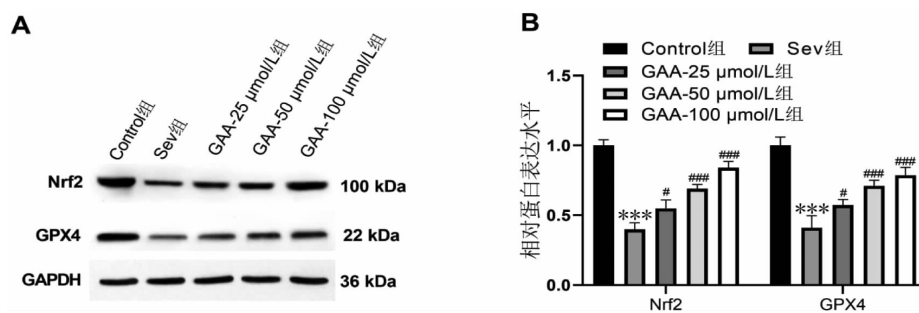 A
Control组
Sev组
GAA-25 μmol/L组
GAA-50 μmol/L组
GAA-100 μmol/L组
Nrf2
100 kDa
GPX4
22 kDa
GAPDH
36 kDa
B
Control组 Sev组
GAA-25 μmol/L组
GAA-50 μmol/L组
GAA-100 μmol/L组
相对蛋白表达水平
1.5
1.0
0.5
0.0
*** # ### ###
*** # ### ###
Nrf2 GPX4